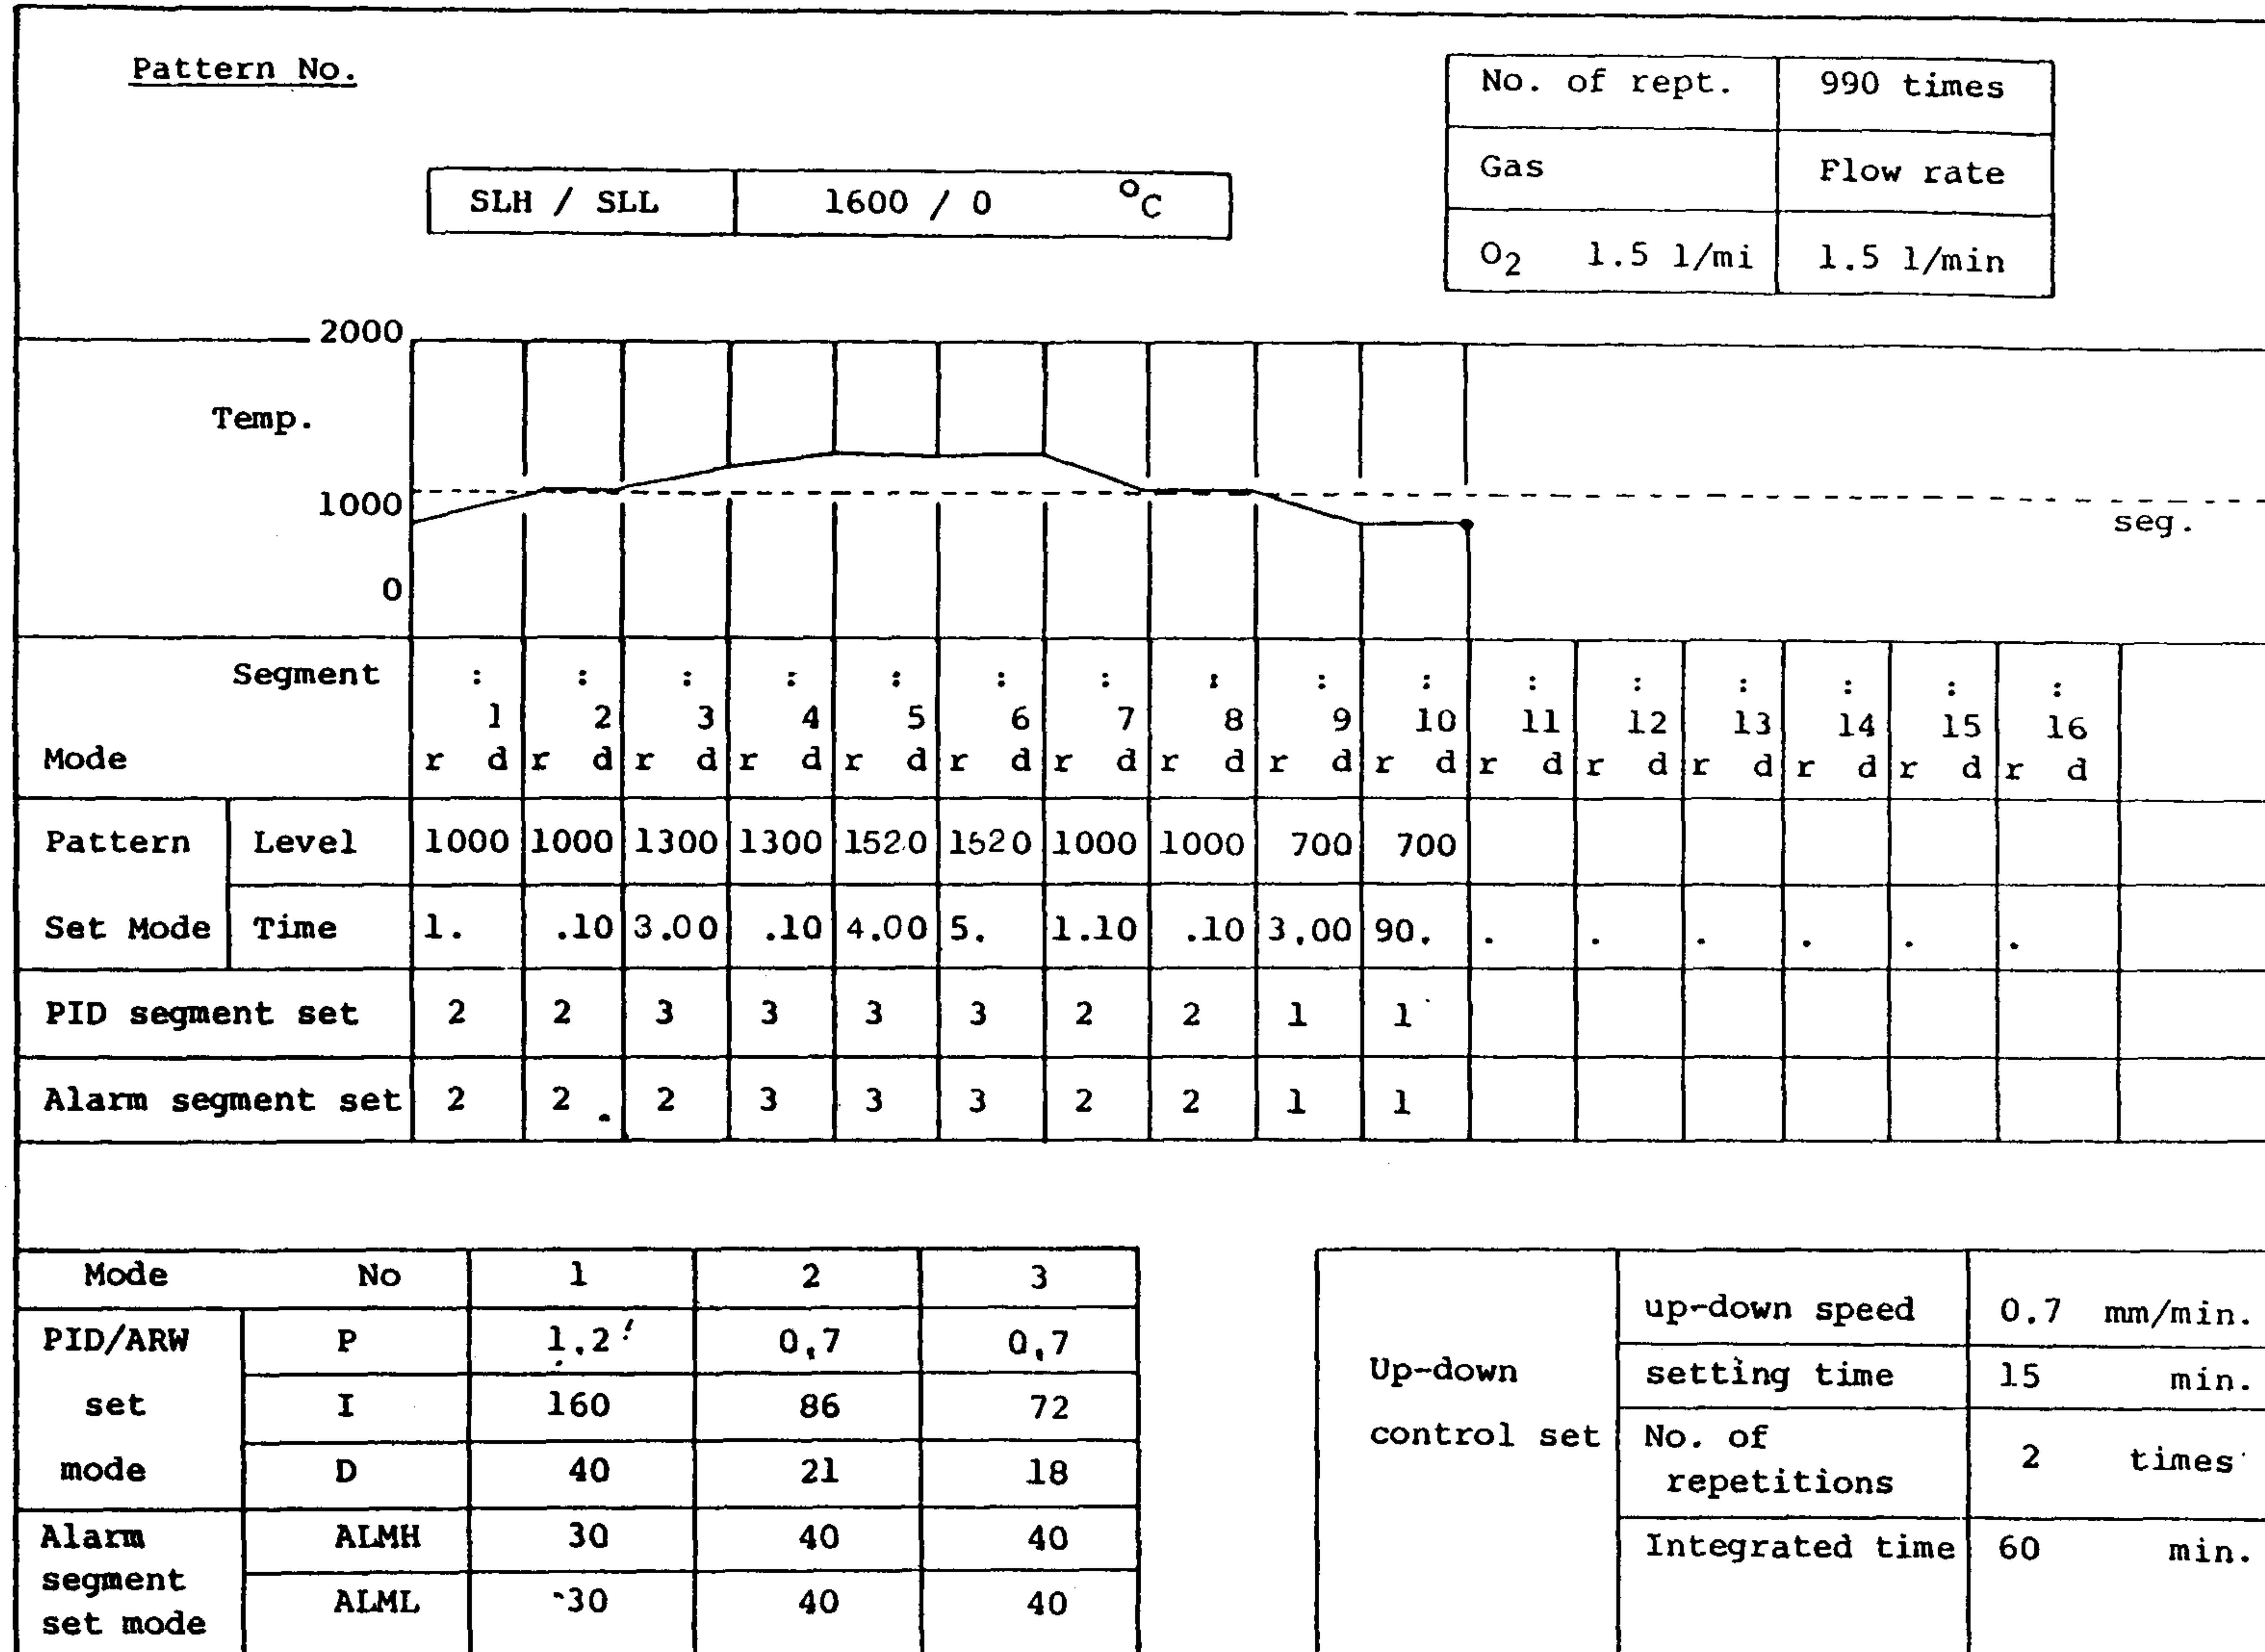 Pattern No.
No. of rept. 990 times
Gas Flow rate
O2 1.5 l/mi 1.5 l/min
SLH / SLL 1600 / 0 °C
2000
Temp.
1000
seg.
0
Segment : : : : : : : : : : : : : : : :
1 2 3 4 5 6 7 8 9 10 11 12 13 14 15 16
Mode r d r d r d r d r d r d r d r d r d r d r d r d r d r d r d r d
Pattern Level 1000 1000 1300 1300 1520 1520 1000 1000 700 700
Set Mode Time 1. .10 3.00 .10 4.00 5. 1.10 .10 3.00 90. . . . . . .
PID segment set 2 2 3 3 3 3 2 2 1 1
Alarm segment set 2 2 2 3 3 3 2 2 1 1
Mode No 1 2 3
PID/ARW P 1.2 0.7 0.7
set I 160 86 72
mode D 40 21 18
Alarm ALMH 30 40 40
segment
set mode ALML -30 40 40
Up-down
control set
up-down speed 0.7 mm/min.
setting time 15 min.
No. of
repetitions 2 times
Integrated time 60 min.